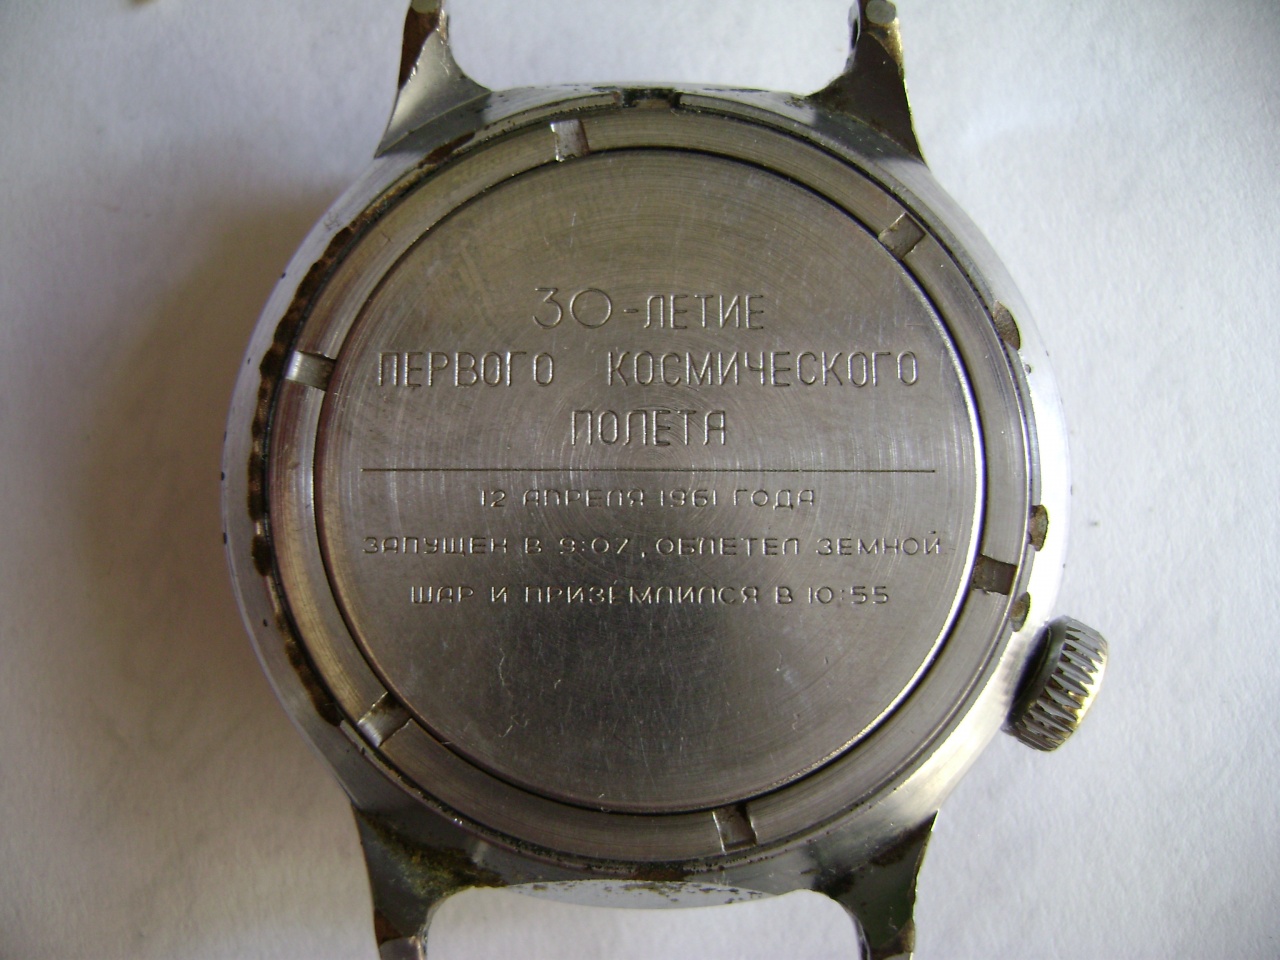 30-ЛЕТИЕ
ПЕРВОГО КОСМИЧЕСКОГО
ПОЛЕТА
12 АПРЕЛЯ 1961 ГОДА
ЗАПУЩЕН В 9:07, ОБЛЕТЕЛ ЗЕМНОЙ
ШАР И ПРИЗЕМЛИЛСЯ В 10:55